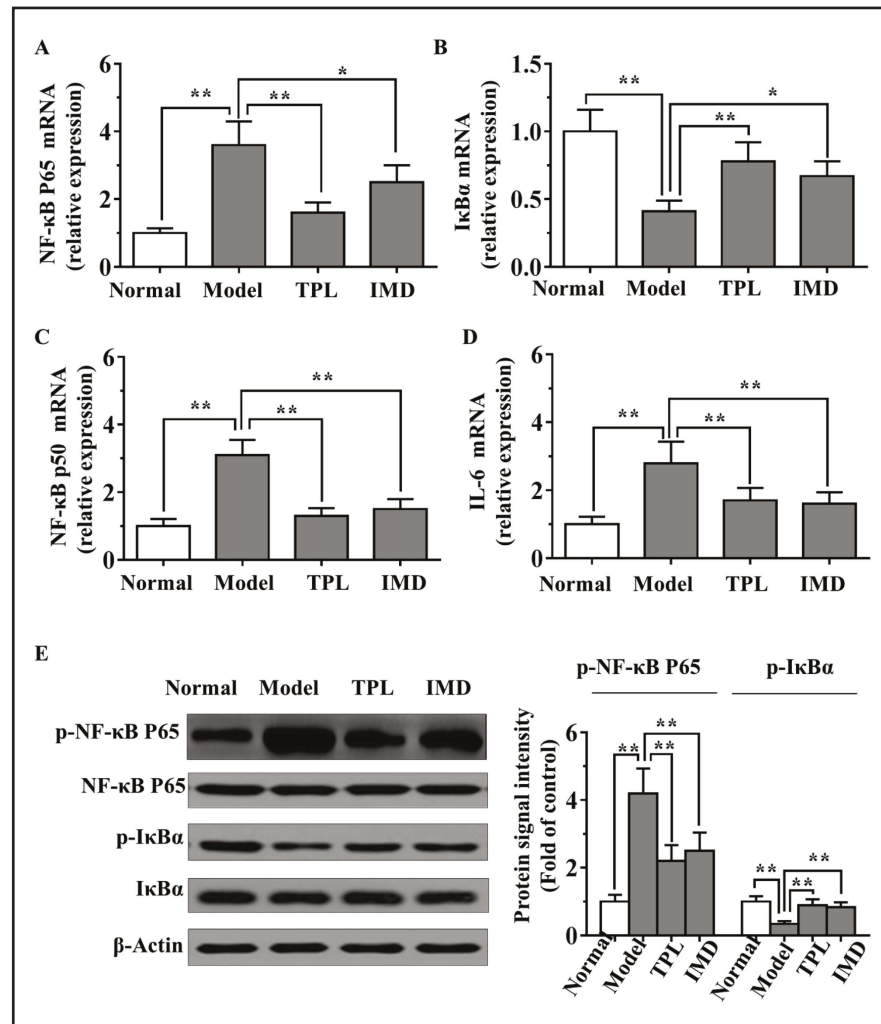 A
NF-κB P65 mRNA
(relative expression)
6
4
2
0
**
**
*
Normal Model TPL IMD
B
IκBα mRNA
(relative expression)
1.5
1.0
0.5
0.0
**
**
*
Normal Model TPL IMD
C
NF-κB p50 mRNA
(relative expression)
6
4
2
0
**
**
**
Normal Model TPL IMD
D
IL-6 mRNA
(relative expression)
6
4
2
0
**
**
**
Normal Model TPL IMD
E
Normal Model TPL IMD
p-NF-κB P65
NF-κB P65
p-IκBα
IκBα
β-Actin
p-NF-κB P65 p-IκBα
Protein signal intensity
(Fold of control)
6
4
2
0
**
**
**
**
**
**
Normal Model TPL IMD Normal Model TPL IMD